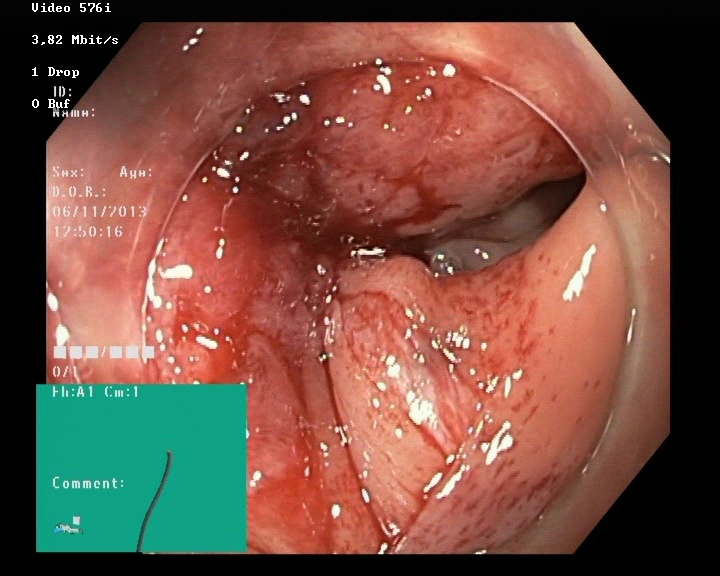 Video 576i
3,82 Mbit/s
1 Drop
ID:
0 Buf
Name:
Sex: Age:
D.O.B.:
06/11/2013
12:50:16
0/1
Eh:A1 Cm:1
Comment: